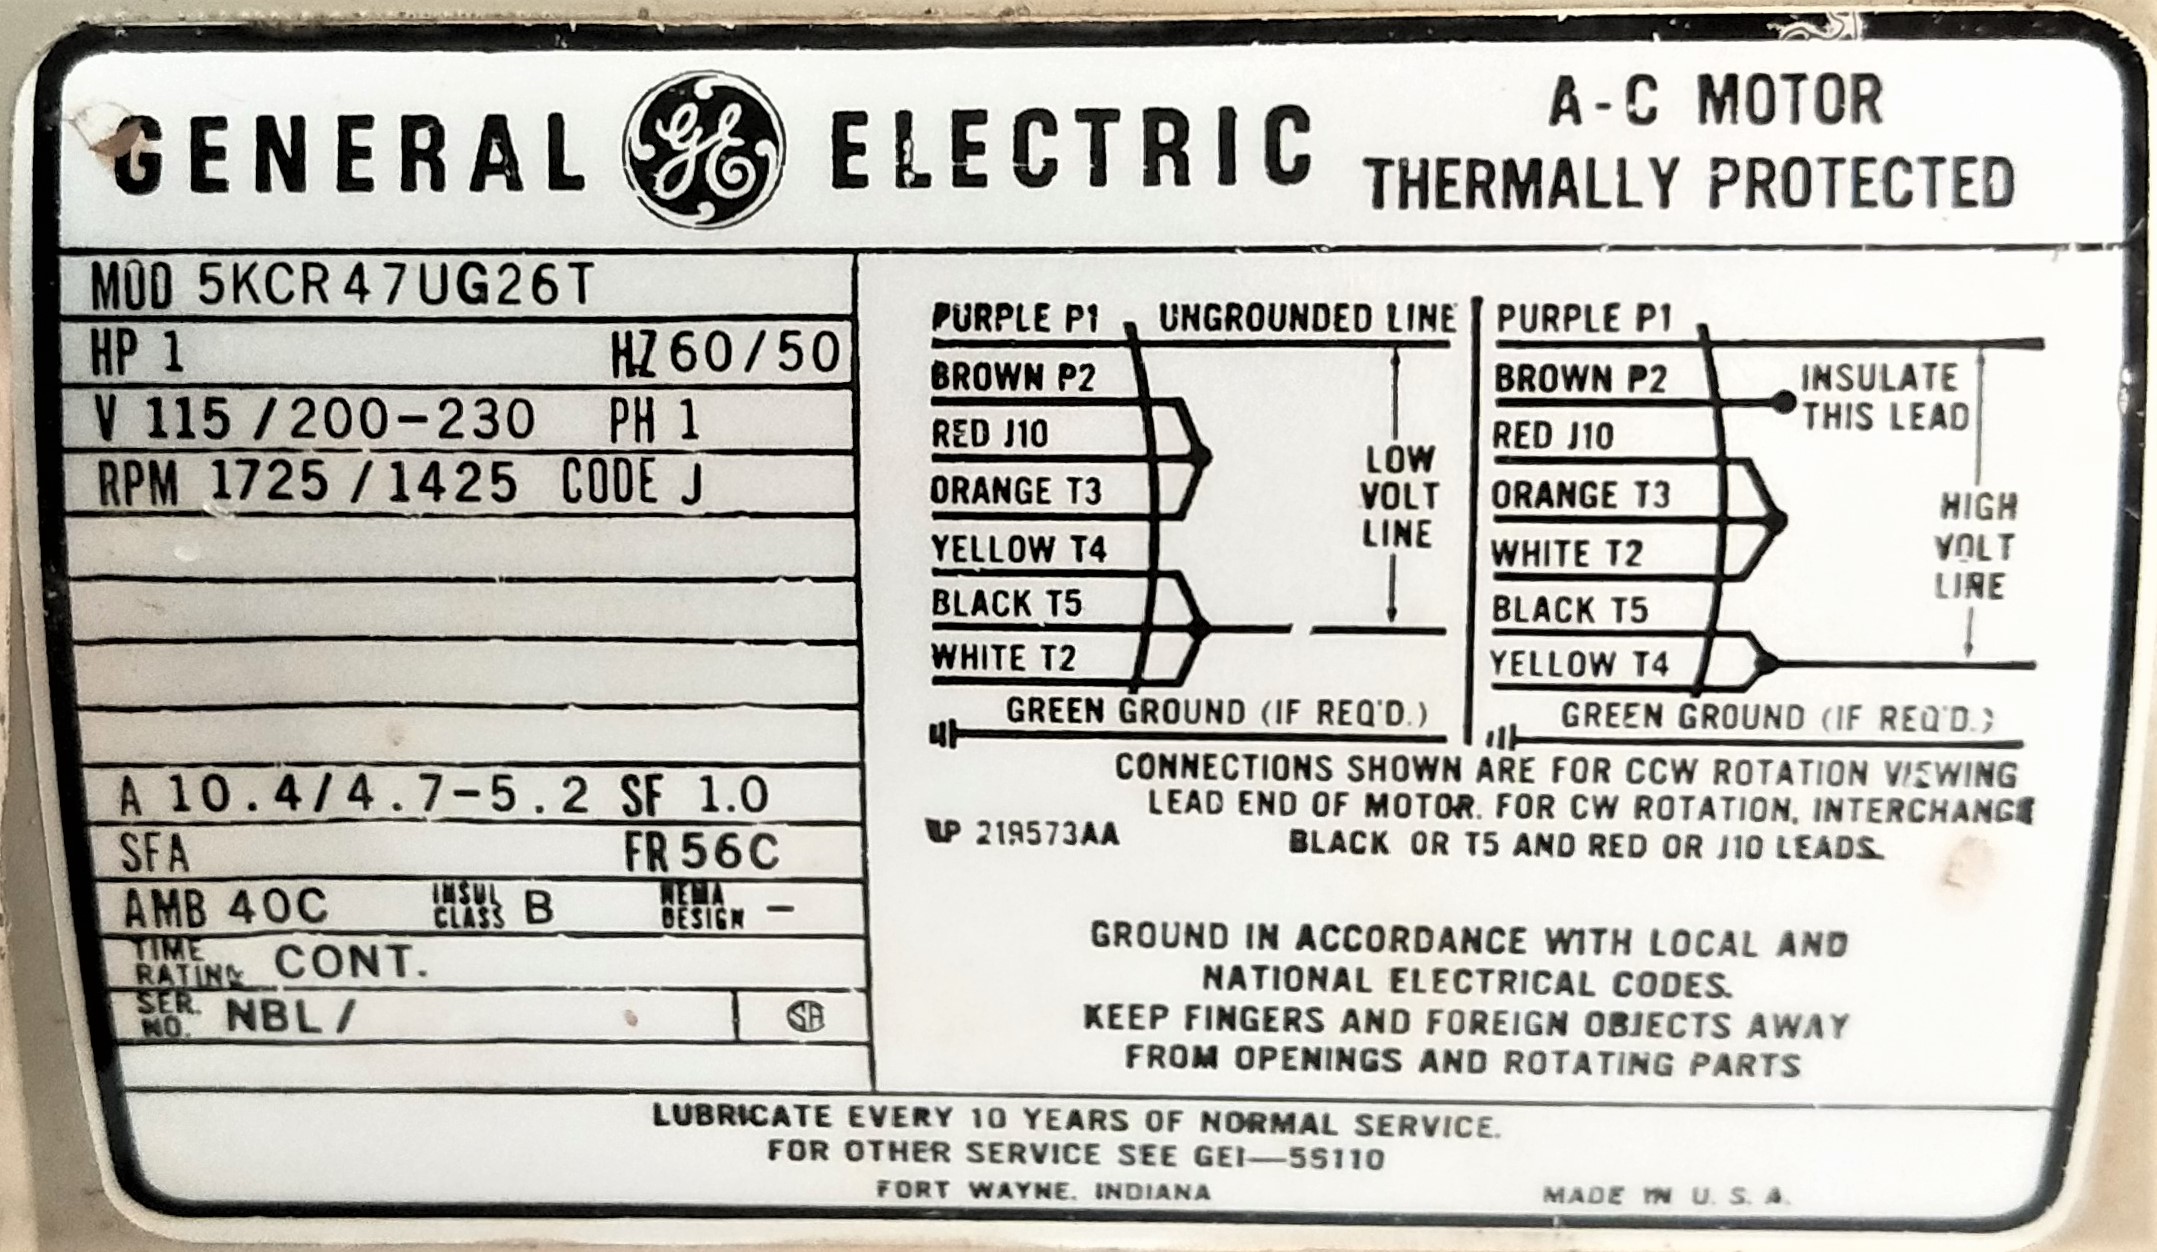 GENERAL GE ELECTRIC
A-C MOTOR
THERMALLY PROTECTED
MOD 5KCR47UG26T
HP 1 HZ 60/50
V 115/200-230 PH 1
RPM 1725/1425 CODE J
A 10.4/4.7-5.2 SF 1.0
SFA FR 56C
AMB 40C INSUL CLASS B NEMA DESIGN -
TIME RATING CONT.
SER. NO. NBL/ SA
PURPLE P1 UNGROUNDED LINE
BROWN P2
RED J10
ORANGE T3
YELLOW T4
BLACK T5
WHITE T2
LOW
VOLT
LINE
GREEN GROUND (IF REQ'D.)
PURPLE P1
BROWN P2
RED J10
ORANGE T3
WHITE T2
BLACK T5
YELLOW T4
INSULATE
THIS LEAD
HIGH
VOLT
LINE
GREEN GROUND (IF REQ'D.)
CONNECTIONS SHOWN ARE FOR CCW ROTATION VIEWING
LEAD END OF MOTOR. FOR CW ROTATION, INTERCHANGE
BLACK OR T5 AND RED OR J10 LEADS.
219573AA
GROUND IN ACCORDANCE WITH LOCAL AND
NATIONAL ELECTRICAL CODES.
KEEP FINGERS AND FOREIGN OBJECTS AWAY
FROM OPENINGS AND ROTATING PARTS
LUBRICATE EVERY 10 YEARS OF NORMAL SERVICE.
FOR OTHER SERVICE SEE GEI—55110
FORT WAYNE, INDIANA
MADE IN U. S. A.